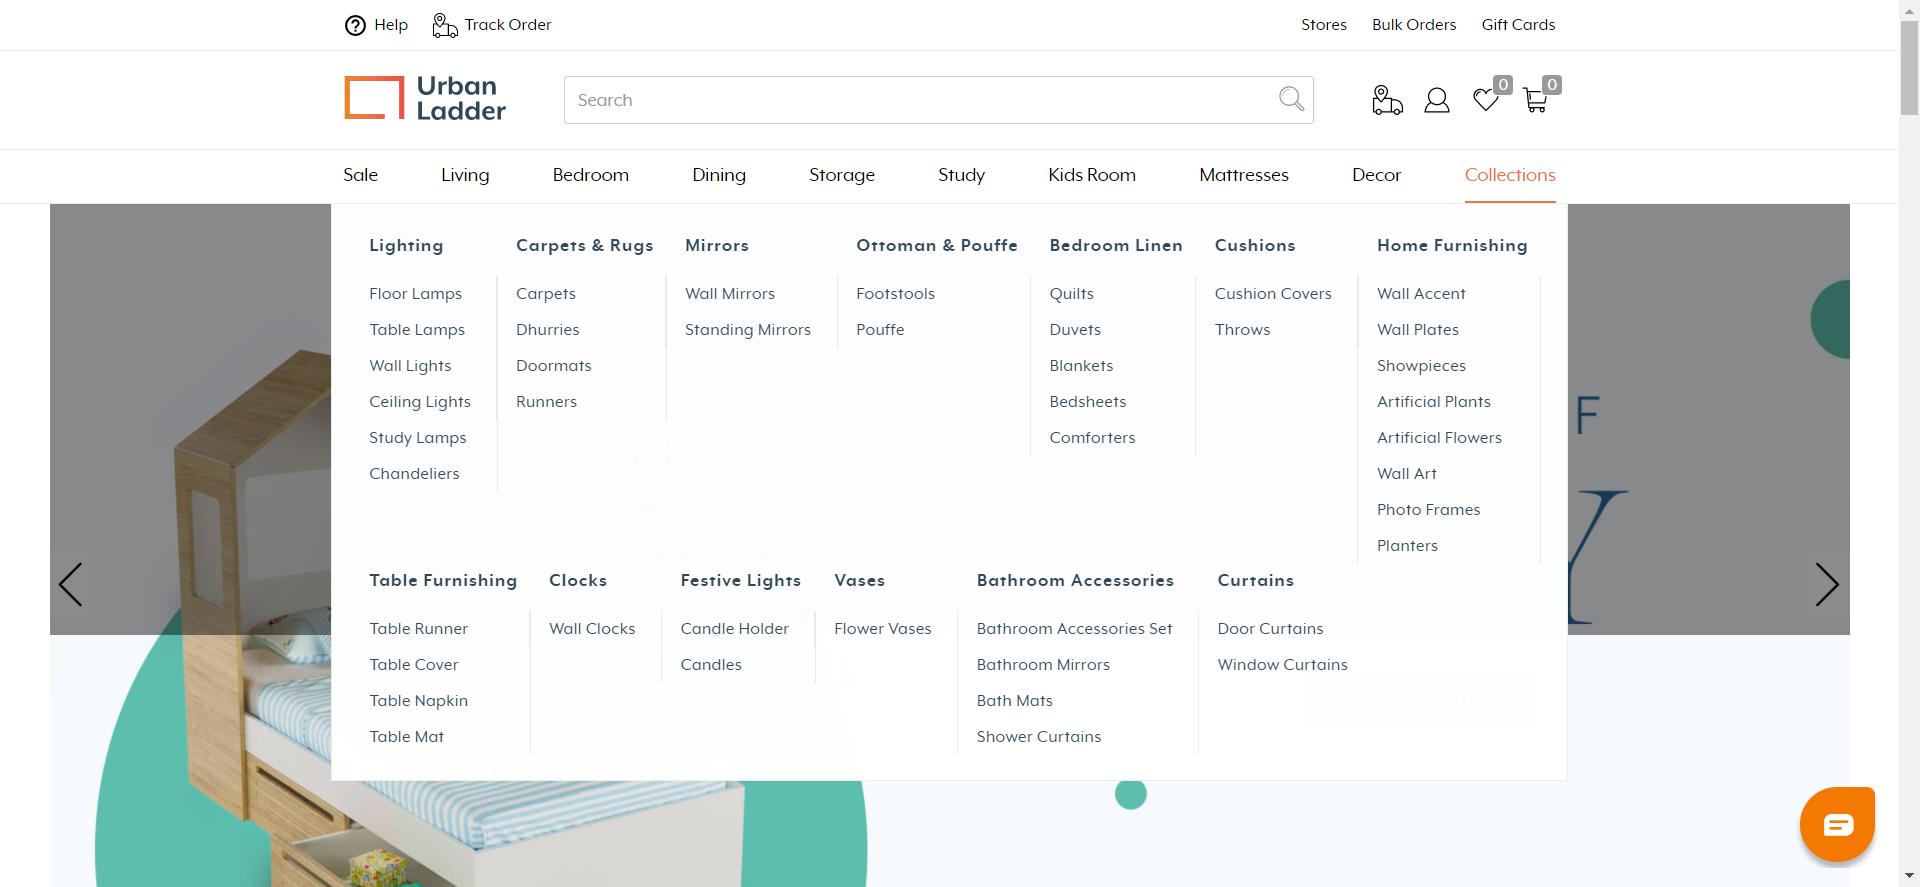 Help
Track Order
Stores
Bulk Orders
Gift Cards
Urban
Ladder
Search
0
0
Sale
Living
Bedroom
Dining
Storage
Study
Kids Room
Mattresses
Decor
Collections
Lighting
Floor Lamps
Table Lamps
Wall Lights
Ceiling Lights
Study Lamps
Chandeliers
Carpets & Rugs
Carpets
Dhurries
Doormats
Runners
Mirrors
Wall Mirrors
Standing Mirrors
Ottoman & Pouffe
Footstools
Pouffe
Bedroom Linen
Quilts
Duvets
Blankets
Bedsheets
Comforters
Cushions
Cushion Covers
Throws
Home Furnishing
Wall Accent
Wall Plates
Showpieces
Artificial Plants
Artificial Flowers
Wall Art
Photo Frames
Planters
Table Furnishing
Table Runner
Table Cover
Table Napkin
Table Mat
Clocks
Wall Clocks
Festive Lights
Candle Holder
Candles
Vases
Flower Vases
Bathroom Accessories
Bathroom Accessories Set
Bathroom Mirrors
Bath Mats
Shower Curtains
Curtains
Door Curtains
Window Curtains